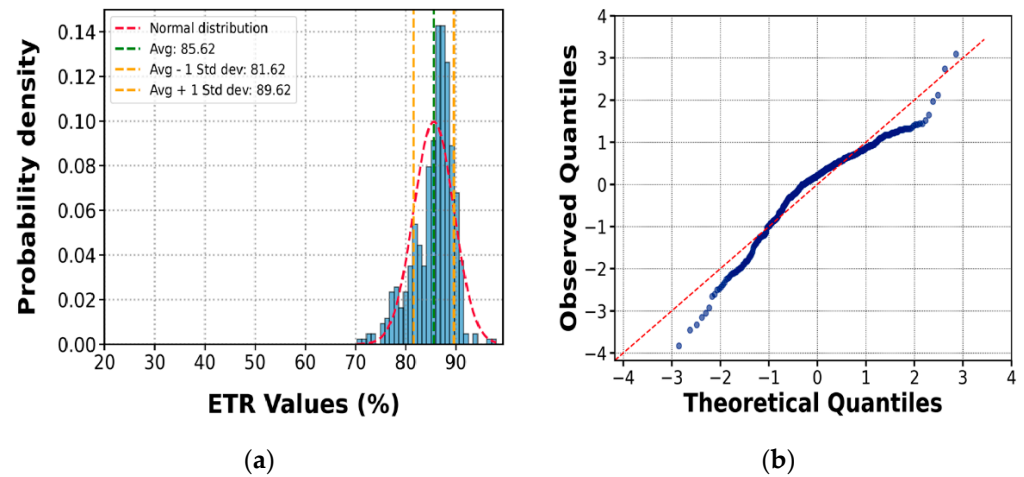 Normal distribution
Avg: 85.62
Avg - 1 Std dev: 81.62
Avg + 1 Std dev: 89.62
0.14
0.12
0.10
0.08
0.06
0.04
0.02
0.00
Probability density
20 30 40 50 60 70 80 90
ETR Values (%)
(a)
4
3
2
1
0
−1
−2
−3
−4
Observed Quantiles
−4 −3 −2 −1 0 1 2 3 4
Theoretical Quantiles
(b)